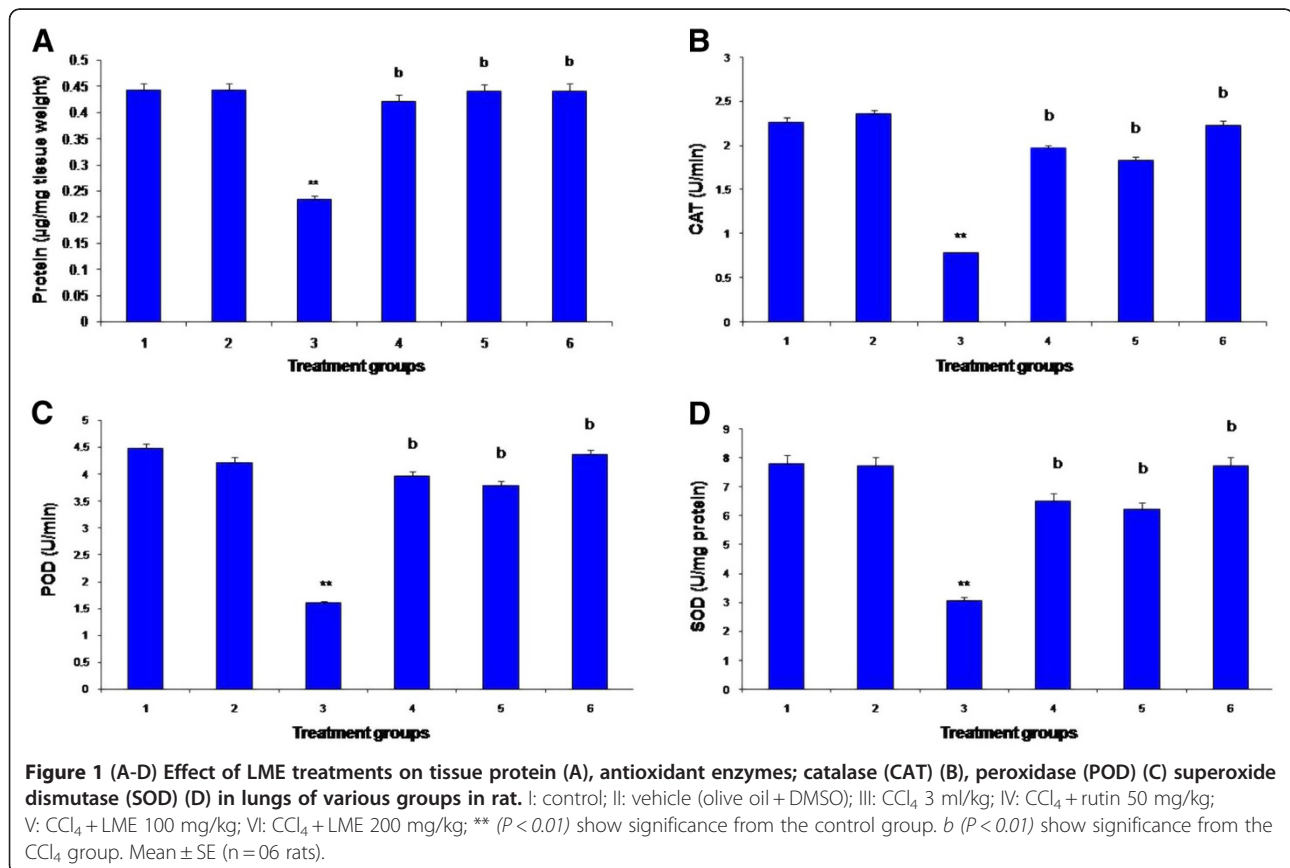 A
Protein (µg/mg tissue weight)
0.5
0.45
0.4
0.35
0.3
0.25
0.2
0.15
0.1
0.05
0
**
b
b
b
1 2 3 4 5 6
Treatment groups
B
CAT (U/min)
3
2.5
2
1.5
1
0.5
0
**
b
b
b
1 2 3 4 5 6
Treatment groups
C
POD (U/min)
5
4.5
4
3.5
3
2.5
2
1.5
1
0.5
0
**
b
b
b
1 2 3 4 5 6
Treatment groups
D
SOD (U/mg protein)
9
8
7
6
5
4
3
2
1
0
**
b
b
b
1 2 3 4 5 6
Treatment groups
Figure 1 (A-D) Effect of LME treatments on tissue protein (A), antioxidant enzymes; catalase (CAT) (B), peroxidase (POD) (C) superoxide
dismutase (SOD) (D) in lungs of various groups in rat. I: control; II: vehicle (olive oil + DMSO); III: CCl₄ 3 ml/kg; IV: CCl₄ + rutin 50 mg/kg;
V: CCl₄ + LME 100 mg/kg; VI: CCl₄ + LME 200 mg/kg; ** (P < 0.01) show significance from the control group. b (P < 0.01) show significance from the
CCl₄ group. Mean ± SE (n = 06 rats).